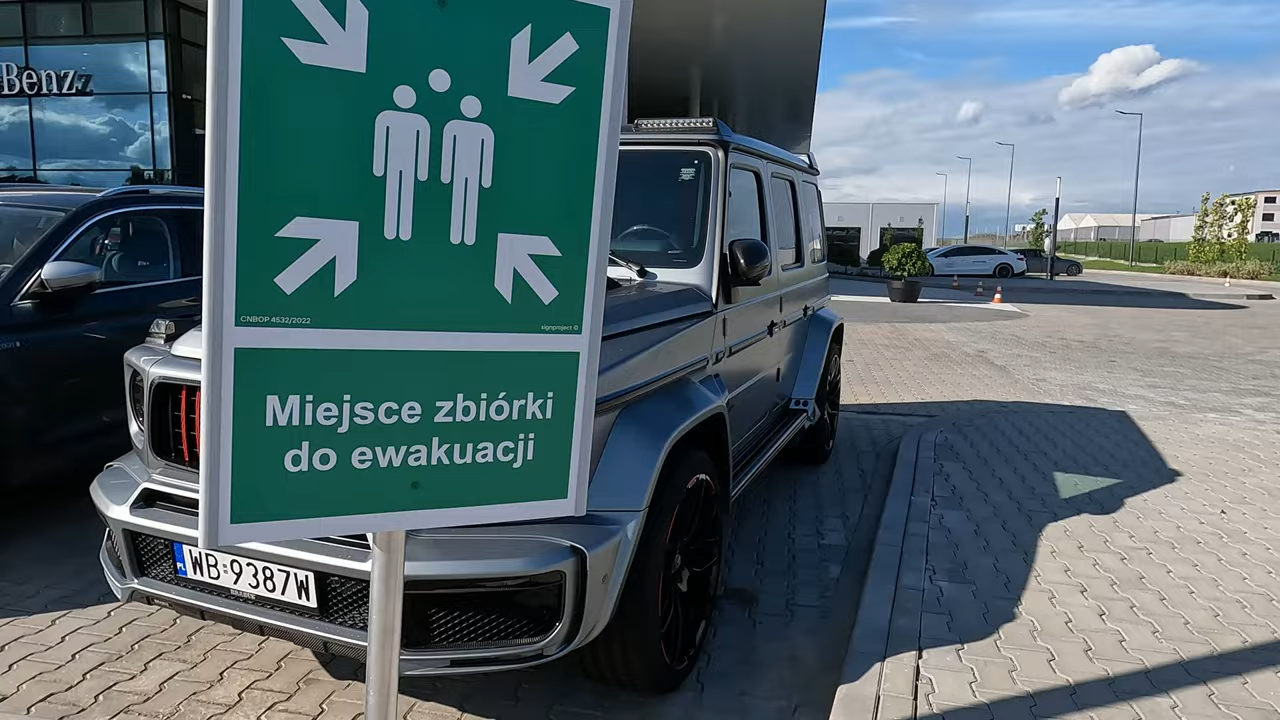 Benz
CNBOP 4532/2022
signproject ©
Miejsce zbiórki
do ewakuacji
WB 9387W